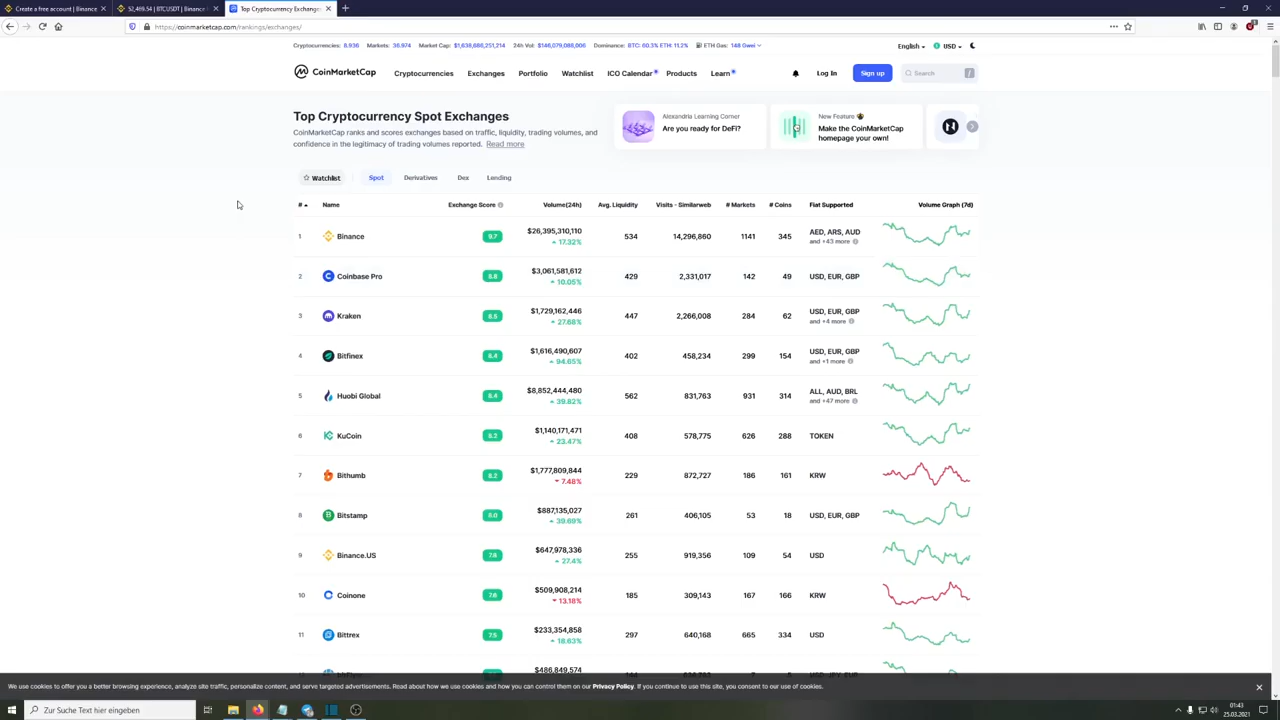 Create a free account | Binance
52,489.54 | BTCUSDT | Binance
Top Cryptocurrency Exchange
https://coinmarketcap.com/rankings/exchanges/
Cryptocurrencies: 8.936 Markets: 36.974 Market Cap: $1,638,686,251,214 24h Vol: $146,079,088,006 Dominance: BTC: 60.3% ETH: 11.2% ETH Gas: 148 Gwei
English USD
CoinMarketCap
Cryptocurrencies Exchanges Portfolio Watchlist ICO Calendar Products Learn Log In Sign up Search /
Top Cryptocurrency Spot Exchanges
CoinMarketCap ranks and scores exchanges based on traffic, liquidity, trading volumes, and
confidence in the legitimacy of trading volumes reported. Read more
Alexandria Learning Corner
Are you ready for DeFi?
New Feature
Make the CoinMarketCap
homepage your own!
Watchlist Spot Derivatives Dex Lending
# Name Exchange Score Volume(24h) Avg. Liquidity Visits - Similarweb # Markets # Coins Fiat Supported Volume Graph (7d)
1 Binance 9.7 $26,395,310,110 17.32% 534 14,296,860 1141 345 AED, ARS, AUD
and +43 more
2 Coinbase Pro 8.8 $3,061,581,612 10.05% 429 2,331,017 142 49 USD, EUR, GBP
3 Kraken 8.5 $1,729,162,446 27.68% 447 2,266,008 284 62 USD, EUR, GBP
and +4 more
4 Bitfinex 8.4 $1,616,490,607 94.65% 402 458,234 299 154 USD, EUR, GBP
and +1 more
5 Huobi Global 8.4 $8,852,444,480 39.82% 562 831,763 931 314 ALL, AUD, BRL
and +47 more
6 KuCoin 8.2 $1,140,171,471 23.47% 408 578,775 626 288 TOKEN
7 Bithumb 8.2 $1,777,809,844 7.48% 229 872,727 186 161 KRW
8 Bitstamp 8.0 $887,135,027 39.69% 261 406,105 53 18 USD, EUR, GBP
9 Binance.US 7.8 $647,978,336 27.4% 255 919,356 109 54 USD
10 Coinone 7.6 $509,908,214 13.18% 185 309,143 167 166 KRW
11 Bittrex 7.5 $233,354,858 18.63% 297 640,168 665 334 USD
$486,849,574
We use cookies to offer you a better browsing experience, analyze site traffic, personalize content, and serve targeted advertisements. Read about how we use cookies and how you can control them on our Privacy Policy. If you continue to use this site, you consent to our use of cookies.
Zur Suche Text hier eingeben
01:43
25.03.2021